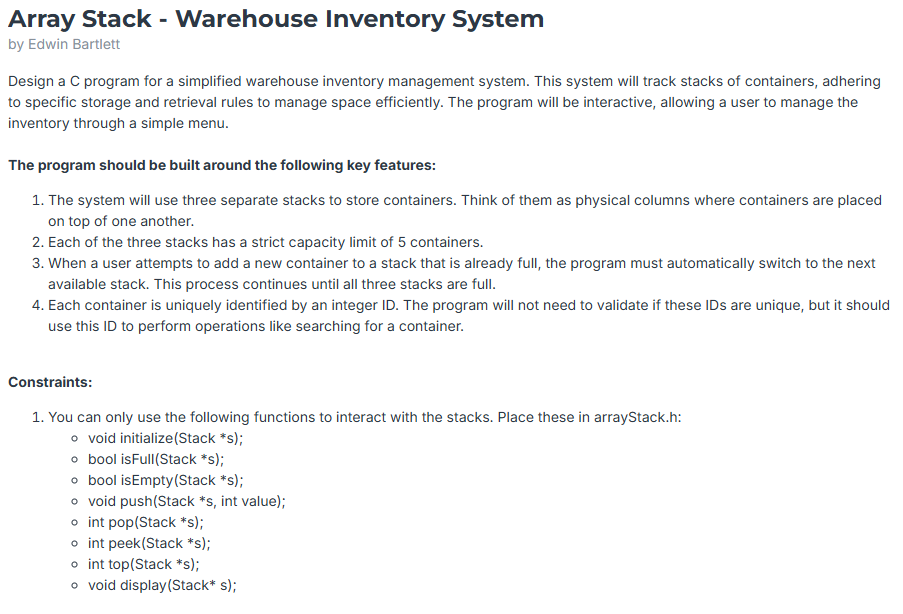 Array Stack - Warehouse Inventory System
by Edwin Bartlett
Design a C program for a simplified warehouse inventory management system. This system will track stacks of containers, adhering
to specific storage and retrieval rules to manage space efficiently. The program will be interactive, allowing a user to manage the
inventory through a simple menu.
The program should be built around the following key features:
1. The system will use three separate stacks to store containers. Think of them as physical columns where containers are placed
on top of one another.
2. Each of the three stacks has a strict capacity limit of 5 containers.
3. When a user attempts to add a new container to a stack that is already full, the program must automatically switch to the next
available stack. This process continues until all three stacks are full.
4. Each container is uniquely identified by an integer ID. The program will not need to validate if these IDs are unique, but it should
use this ID to perform operations like searching for a container.
Constraints:
1. You can only use the following functions to interact with the stacks. Place these in arrayStack.h:
○ void initialize(Stack *s);
○ bool isFull(Stack *s);
○ bool isEmpty(Stack *s);
○ void push(Stack *s, int value);
○ int pop(Stack *s);
○ int peek(Stack *s);
○ int top(Stack *s);
○ void display(Stack* s);